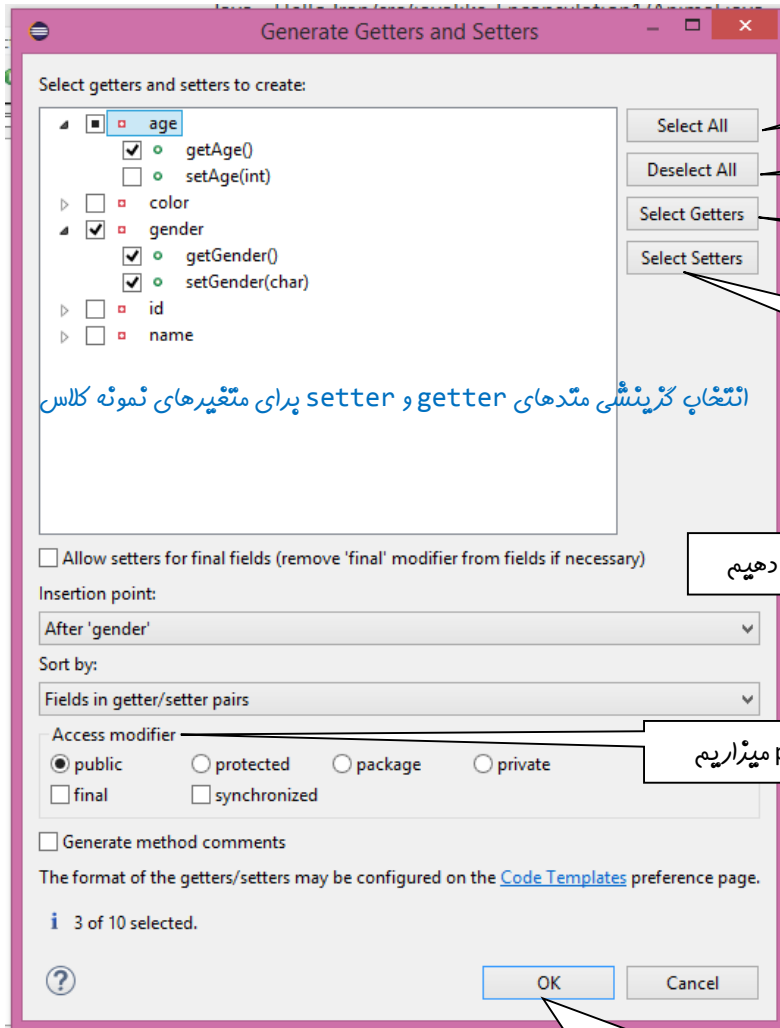 Generate Getters and Setters
Select getters and setters to create:
age
getAge()
setAge(int)
color
gender
getGender()
setGender(char)
id
name
Select All
Deselect All
Select Getters
Select Setters
انتخاب گزینشی متدهای getter و setter برای متغیرهای نمونه کلاس
Allow setters for final fields (remove 'final' modifier from fields if necessary)
دهیم
Insertion point:
After 'gender'
Sort by:
Fields in getter/setter pairs
Access modifier
public protected package private
میزاریم
final synchronized
Generate method comments
The format of the getters/setters may be configured on the Code Templates preference page.
i 3 of 10 selected.
?
OK Cancel